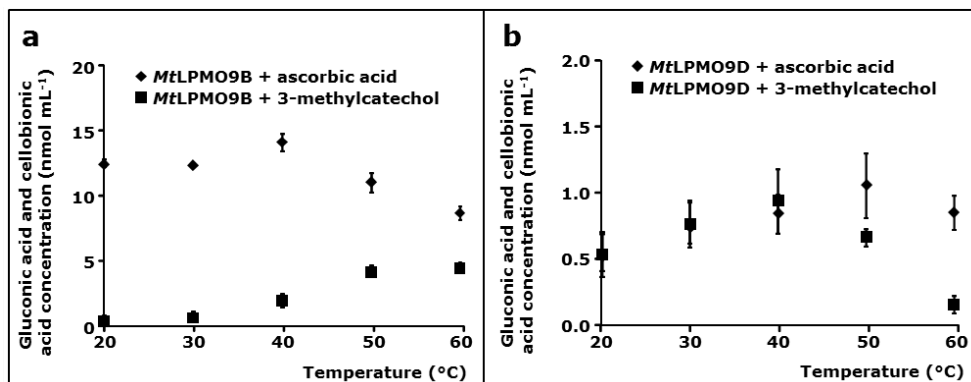 a
MtLPMO9B + ascorbic acid
MtLPMO9B + 3-methylcatechol
Gluconic acid and cellobionic
acid concentration (nmol mL⁻¹)
20
15
10
5
0
20 30 40 50 60
Temperature (°C)
b
MtLPMO9D + ascorbic acid
MtLPMO9D + 3-methylcatechol
Gluconic acid and cellobionic
acid concentration (nmol mL⁻¹)
2.0
1.5
1.0
0.5
0.0
20 30 40 50 60
Temperature (°C)